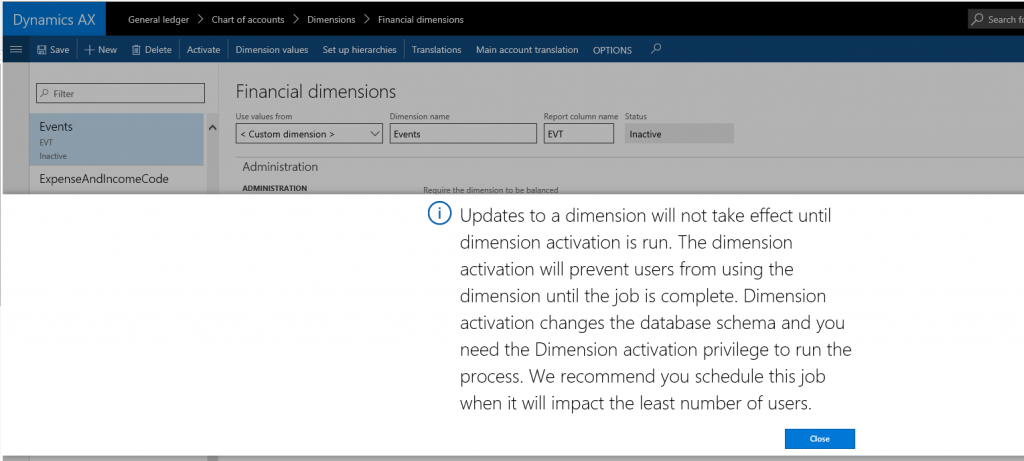 Dynamics AX
General ledger > Chart of accounts > Dimensions > Financial dimensions
Search fo
Save + New Delete Activate Dimension values Set up hierarchies Translations Main account translation OPTIONS
Filter
Financial dimensions
Use values from Dimension name Report column name Status
< Custom dimension > Events EVT Inactive
Events
EVT
Inactive
ExpenseAndIncomeCode
Administration
ADMINISTRATION Require the dimension to be balanced
Updates to a dimension will not take effect until
dimension activation is run. The dimension
activation will prevent users from using the
dimension until the job is complete. Dimension
activation changes the database schema and you
need the Dimension activation privilege to run the
process. We recommend you schedule this job
when it will impact the least number of users.
Close